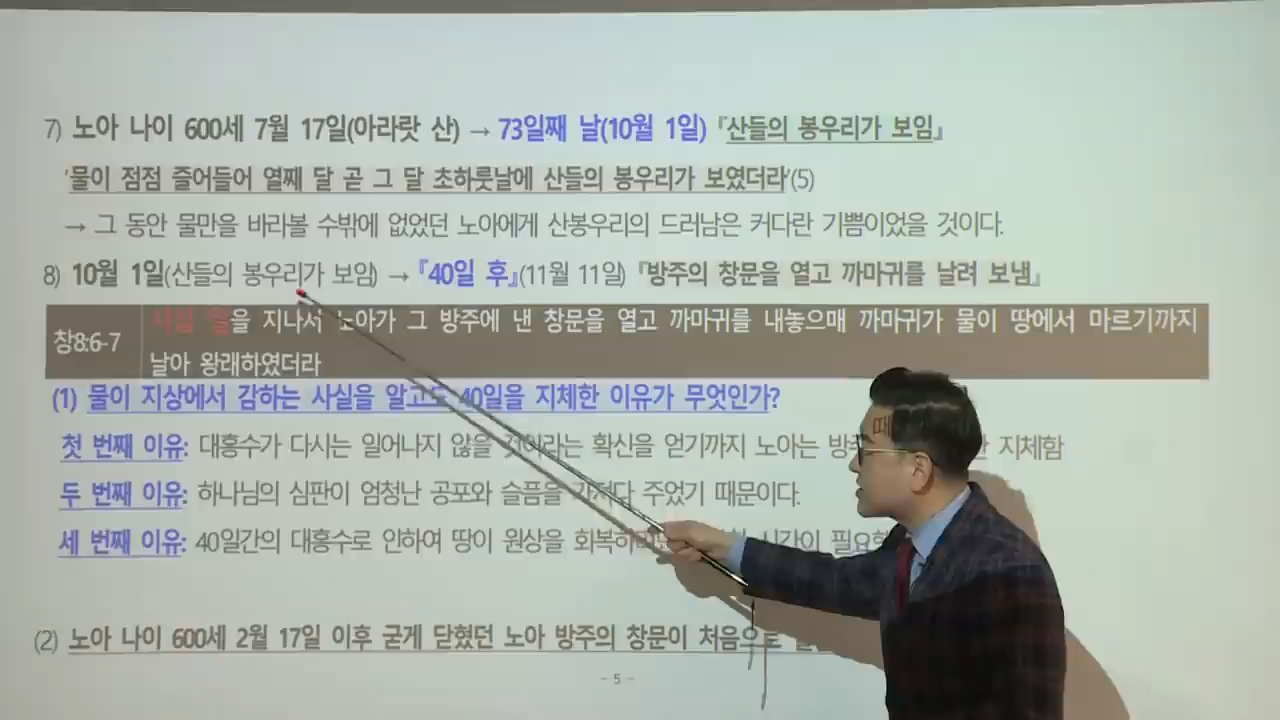 7) 노아 나이 600세 7월 17일(아라랏 산) → 73일째 날(10월 1일) 『산들의 봉우리가 보임』
'물이 점점 줄어들어 열째 달 곧 그 달 초하룻날에 산들의 봉우리가 보였더라'(5)
→ 그 동안 물만을 바라볼 수밖에 없었던 노아에게 산봉우리의 드러남은 커다란 기쁨이었을 것이다.
8) 10월 1일(산들의 봉우리가 보임) → 『40일 후』(11월 11일) 『방주의 창문을 열고 까마귀를 날려 보냄』
창8:6-7 사십 일을 지나서 노아가 그 방주에 낸 창문을 열고 까마귀를 내놓으매 까마귀가 물이 땅에서 마르기까지
날아 왕래하였더라
(1) 물이 지상에서 감하는 사실을 알고도 40일을 지체한 이유가 무엇인가?
첫 번째 이유: 대홍수가 다시는 일어나지 않을 것이라는 확신을 얻기까지 노아는 지체함
두 번째 이유: 하나님의 심판이 엄청난 공포와 슬픔을 가져다 주었기 때문이다.
세 번째 이유: 40일간의 대홍수로 인하여 땅이 원상을 시간이
(2) 노아 나이 600세 2월 17일 이후 굳게 닫혔던 노아 방주의 창문이 처음으로
- 5 -